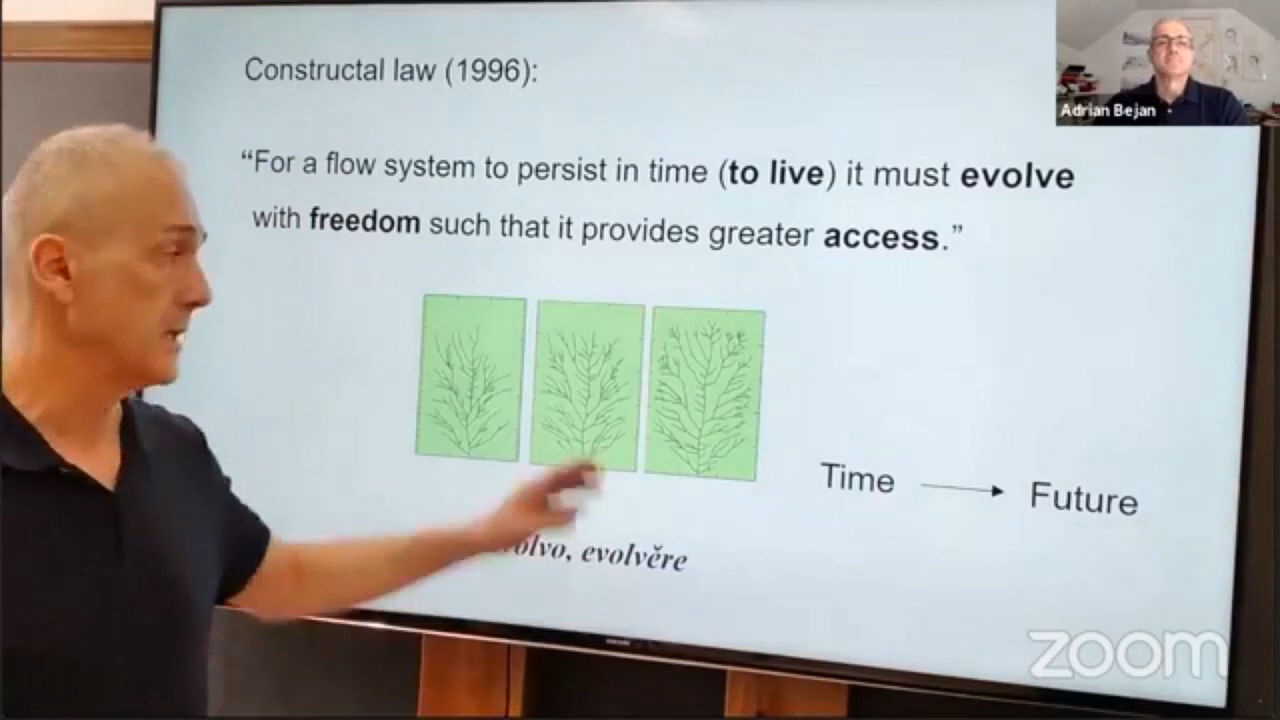 Constructal law (1996):
Adrian Bejan
“For a flow system to persist in time (to live) it must evolve
with freedom such that it provides greater access.”
Time
Future
evolvĕre
zoom